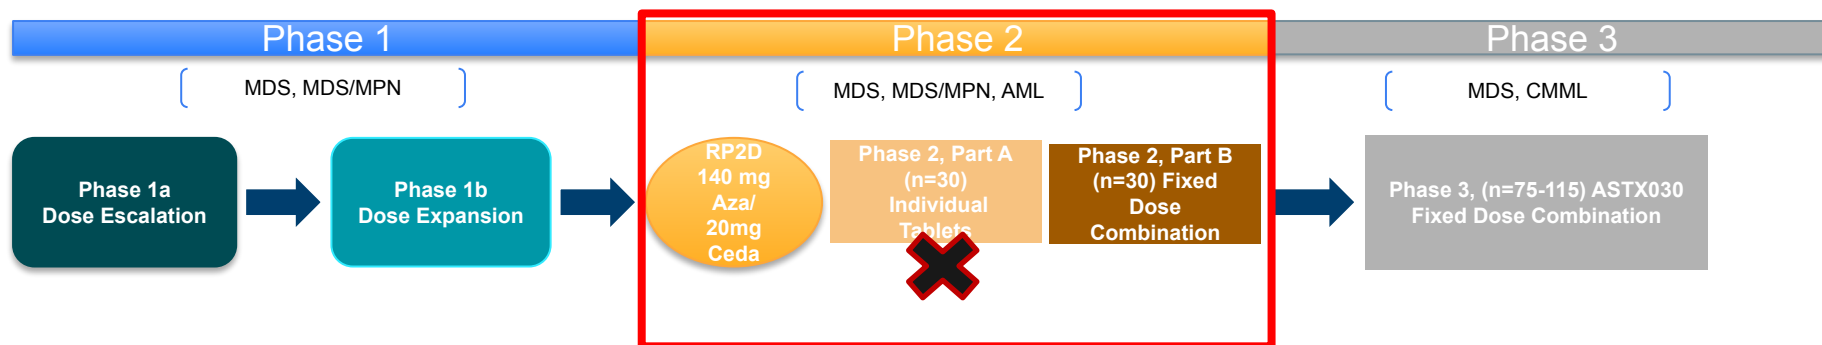 Phase 1
Phase 2
Phase 3
MDS, MDS/MPN
MDS, MDS/MPN, AML
MDS, CMML
Phase 1a
Dose Escalation
Phase 1b
Dose Expansion
RP2D
140 mg
Aza/
20mg
Ceda
Phase 2, Part A
(n=30)
Individual
Tablets
Phase 2, Part B
(n=30) Fixed
Dose
Combination
Phase 3, (n=75-115) ASTX030
Fixed Dose Combination